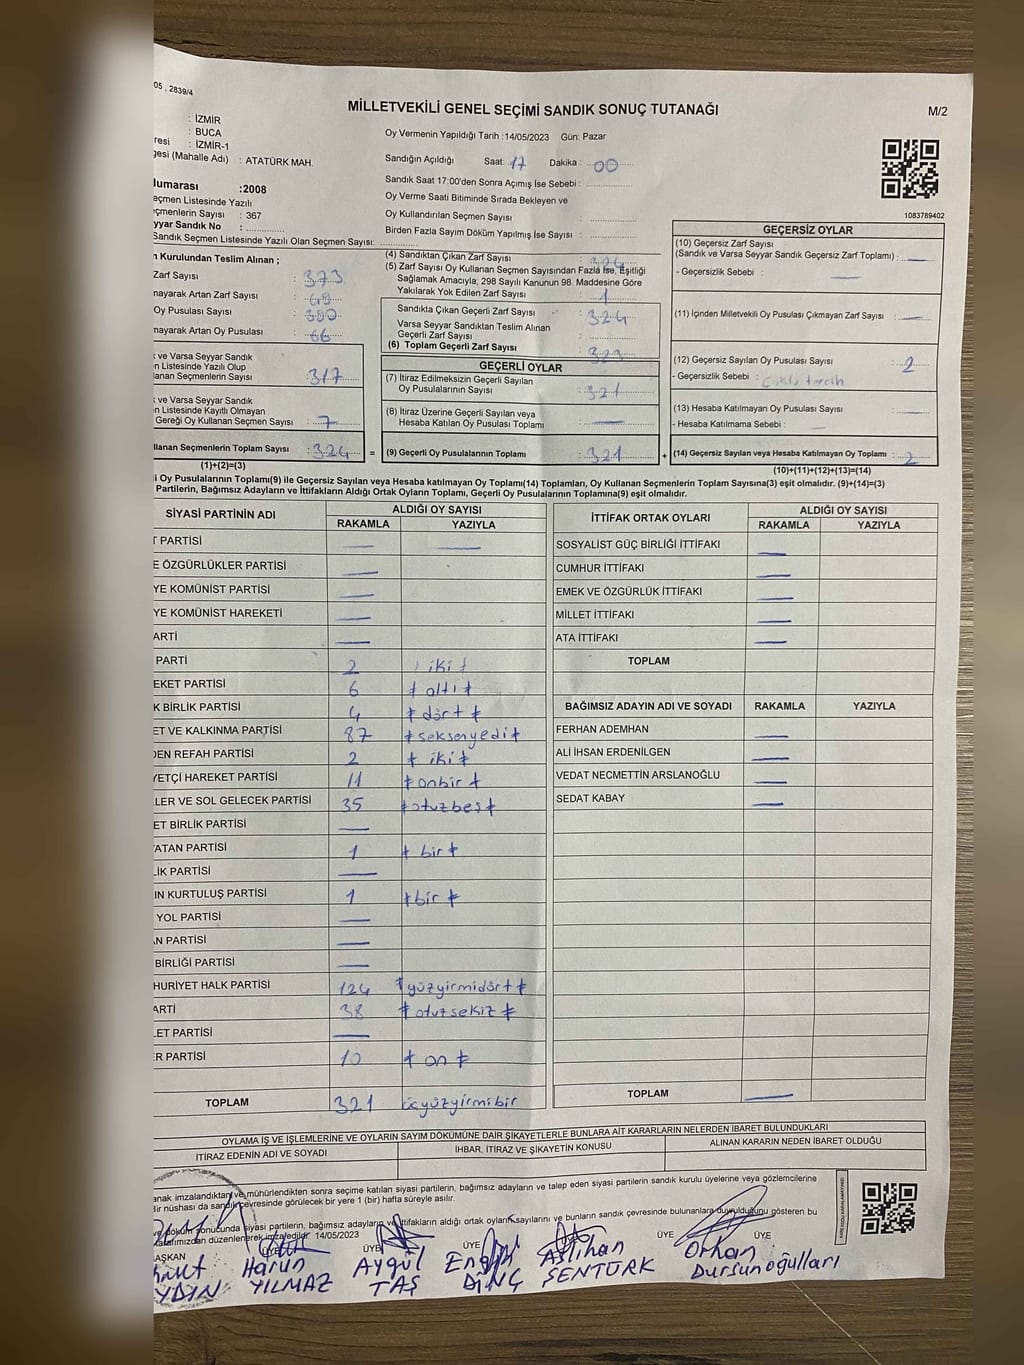 05 . 2839/4
MİLLETVEKİLİ GENEL SEÇİMİ SANDIK SONUÇ TUTANAĞI
M/2
: İZMİR
: BUCA
resi : İZMİR-1
gesi (Mahalle Adı) : ATATÜRK MAH.
Oy Vermenin Yapıldığı Tarih :14/05/2023 Gün: Pazar
Sandığın Açıldığı Saat: 17 Dakika : 00
Sandık Saat 17:00'den Sonra Açımış İse Sebebi :
Oy Verme Saati Bitiminde Sırada Bekleyen ve
Oy Kullandırılan Seçmen Sayısı :
Birden Fazla Sayım Döküm Yapılmış İse Sayısı :
1083789402
lumarası :2008
eçmen Listesinde Yazılı
çmenlerin Sayısı : 367
yyar Sandık No :
Sandık Seçmen Listesinde Yazılı Olan Seçmen Sayısı:
n Kurulundan Teslim Alınan ;
Zarf Sayısı : 373
nayarak Artan Zarf Sayısı :
Oy Pusulası Sayısı :
nayarak Artan Oy Pusulası : 66
k ve Varsa Seyyar Sandık
n Listesinde Yazılı Olup
lanan Seçmenlerin Sayısı : 317
k ve Varsa Seyyar Sandık
n Listesinde Kayıtlı Olmayan
Gereği Oy Kullanan Seçmen Sayısı : 7
llanan Seçmenlerin Toplam Sayısı : 324
(1)+(2)=(3)
(4) Sandıktan Çıkan Zarf Sayısı : 324
(5) Zarf Sayısı Oy Kullanan Seçmen Sayısından Fazla İse, Eşitliği
Sağlamak Amacıyla; 298 Sayılı Kanunun 98. Maddesine Göre
Yakılarak Yok Edilen Zarf Sayısı : 1
Sandıkta Çıkan Geçerli Zarf Sayısı : 324
Varsa Seyyar Sandıktan Teslim Alınan
Geçerli Zarf Sayısı :
(6) Toplam Geçerli Zarf Sayısı : 323
= GEÇERLİ OYLAR
(7) İtiraz Edilmeksizin Geçerli Sayılan
Oy Pusulalarının Sayısı : 321
(8) İtiraz Üzerine Geçerli Sayılan veya
Hesaba Katılan Oy Pusulası Toplamı : —
(9) Geçerli Oy Pusulalarının Toplamı : 321 +
GEÇERSİZ OYLAR
(10) Geçersiz Zarf Sayısı
(Sandık ve Varsa Seyyar Sandık Geçersiz Zarf Toplamı) : —
- Geçersizlik Sebebi : —
(11) İçinden Milletvekili Oy Pusulası Çıkmayan Zarf Sayısı : —
(12) Geçersiz Sayılan Oy Pusulası Sayısı : 2
- Geçersizlik Sebebi : tercih
(13) Hesaba Katılmayan Oy Pusulası Sayısı : —
- Hesaba Katılmama Sebebi : —
(14) Geçersiz Sayılan veya Hesaba Katılmayan Oy Toplamı : 2
(10)+(11)+(12)+(13)=(14)
i Oy Pusulalarının Toplamı(9) ile Geçersiz Sayılan veya Hesaba katılmayan Oy Toplamı(14) Toplamları, Oy Kullanan Seçmenlerin Toplam Sayısına(3) eşit olmalıdır. (9)+(14)=(3)
Partilerin, Bağımsız Adayların ve İttifakların Aldığı Ortak Oyların Toplamı, Geçerli Oy Pusulalarının Toplamına(9) eşit olmalıdır.
SİYASİ PARTİNİN ADI ALDIĞI OY SAYISI
RAKAMLA YAZIYLA
T PARTİSİ — —
E ÖZGÜRLÜKLER PARTİSİ —
YE KOMÜNİST PARTİSİ —
YE KOMÜNİST HAREKETİ —
ARTİ —
PARTİ 2 iki
EKET PARTİSİ 6 altı
K BİRLİK PARTİSİ 4 dört
ET VE KALKINMA PARTİSİ 87 seksenyedi
DEN REFAH PARTİSİ 2 iki
YETÇİ HAREKET PARTİSİ 11 onbir
LER VE SOL GELECEK PARTİSİ 35 otuzbeş
ET BİRLİK PARTİSİ —
ATAN PARTİSİ 1 bir
LİK PARTİSİ —
IN KURTULUŞ PARTİSİ 1 bir
YOL PARTİSİ —
AN PARTİSİ —
BİRLİĞİ PARTİSİ —
HURİYET HALK PARTİSİ 124 yüzyirmidört
ARTİ 38 otuzsekiz
LET PARTİSİ —
ER PARTİSİ 10 on
TOPLAM 321 üçyüzyirmibir
İTTİFAK ORTAK OYLARI ALDIĞI OY SAYISI
RAKAMLA YAZIYLA
SOSYALİST GÜÇ BİRLİĞİ İTTİFAKI —
CUMHUR İTTİFAKI —
EMEK VE ÖZGÜRLÜK İTTİFAKI —
MİLLET İTTİFAKI —
ATA İTTİFAKI —
TOPLAM
BAĞIMSIZ ADAYIN ADI VE SOYADI RAKAMLA YAZIYLA
FERHAN ADEMHAN —
ALİ İHSAN ERDENİLGEN —
VEDAT NECMETTİN ARSLANOĞLU —
SEDAT KABAY —
TOPLAM —
OYLAMA İŞ VE İŞLEMLERİNE VE OYLARIN SAYIM DÖKÜMÜNE DAİR ŞİKAYETLERLE BUNLARA AİT KARARLARIN NELERDEN İBARET BULUNDUKLARI
İTİRAZ EDENİN ADI VE SOYADI İHBAR, İTİRAZ VE ŞİKAYETİN KONUSU ALINAN KARARIN NEDEN İBARET OLDUĞU
anak imzalandıktan ve mühürlendikten sonra seçime katılan siyasi partilerin, bağımsız adayların ve talep eden siyasi partilerin sandık kurulu üyelerine veya gözlemcilerine
ir nüshası da sandık çevresinde görülecek bir yere 1 (bir) hafta süreyle asılır.
ve döküm sonucunda siyasi partilerin, bağımsız adayların ve ittifakların aldığı ortak oyların sayılarını ve bunların sandık çevresinde bulunanlara duyulduğunu gösteren bu
tarafımızdan düzenlenerek imzaledildi. 14/05/2023
AŞKAN ÜYE ÜYE ÜYE ÜYE ÜYE
Harun YILMAZ
Aygül TAŞ
Engin DİNÇ
Aslıhan ŞENTÜRK
Orhan Dursunoğulları